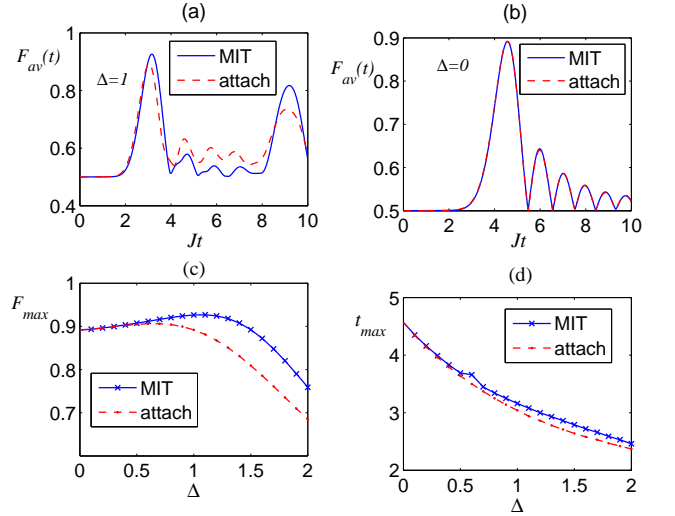 (a)
F_av(t)
Δ=1
MIT
attach
1
0.8
0.6
0.4
0 2 4 6 8 10
Jt
(b)
F_av(t)
Δ=0
MIT
attach
0.9
0.8
0.7
0.6
0.5
0 2 4 6 8 10
Jt
(c)
F_max
MIT
attach
1
0.9
0.8
0.7
0 0.5 1 1.5 2
Δ
(d)
t_max
MIT
attach
5
4
3
2
0 0.5 1 1.5 2
Δ